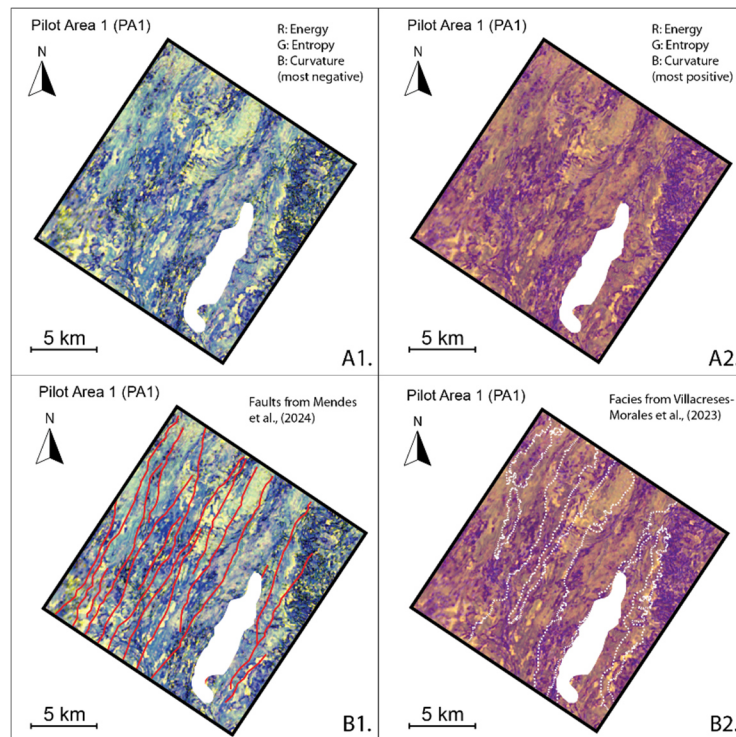 Pilot Area 1 (PA1)
R: Energy
G: Entropy
B: Curvature
(most negative)
N
5 km
A1.
Pilot Area 1 (PA1)
R: Energy
G: Entropy
B: Curvature
(most positive)
N
5 km
A2.
Pilot Area 1 (PA1)
Faults from Mendes
et al., (2024)
N
5 km
B1.
Pilot Area 1 (PA1)
Facies from Villacreses-
Morales et al., (2023)
N
5 km
B2.